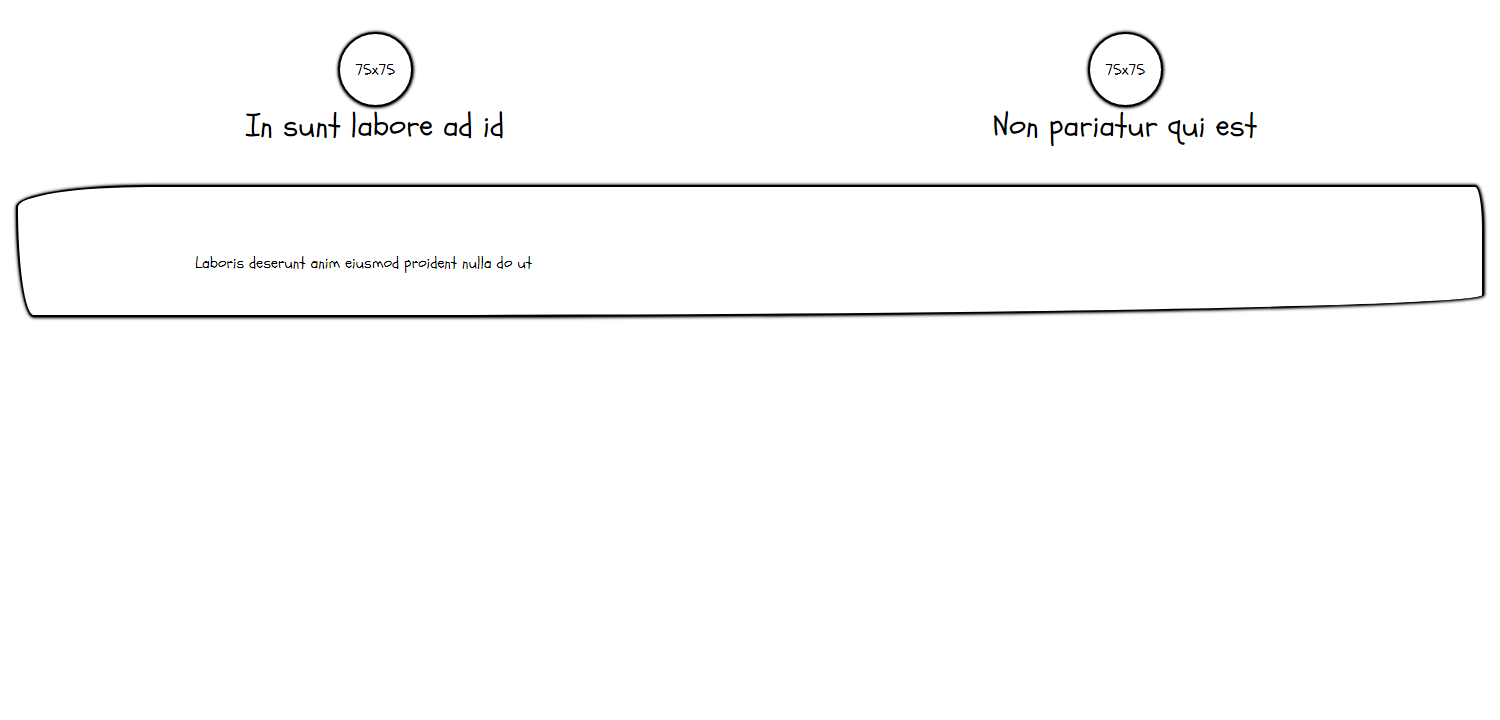 75x75
75x75
In sunt labore ad id
Non pariatur qui est
Laboris deserunt anim eiusmod proident nulla do ut